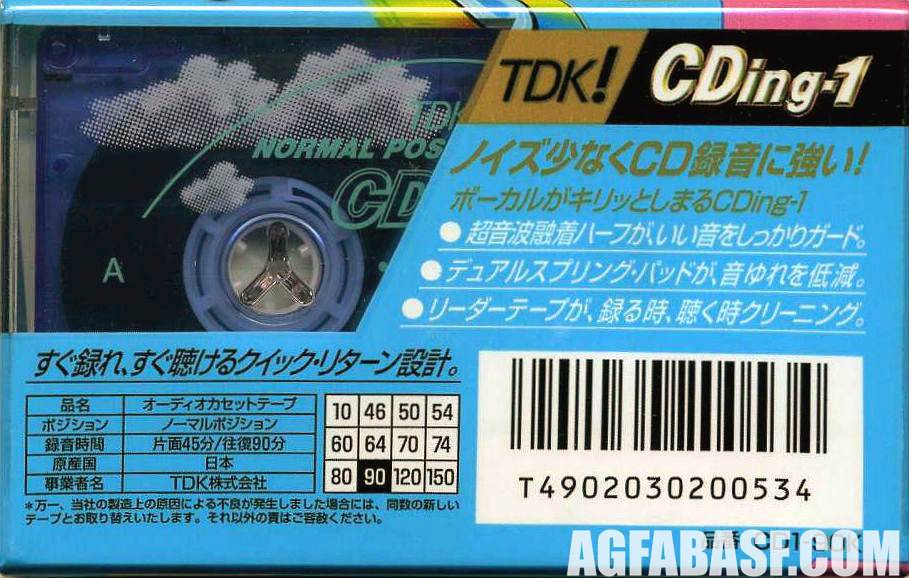 TDK! CDing-1
TDK
NORMAL POS
CD
A
ノイズ少なくCD録音に強い!
ボーカルがキリッとしまるCDing-1
●超音波融着ハーフが、いい音をしっかりガード。
●デュアルスプリング・パッドが、音ゆれを低減。
●リーダーテープが、録る時、聴く時クリーニング。
すぐ録れ、すぐ聴けるクイック・リターン設計。
品名 オーディオカセットテープ
ポジション ノーマルポジション
録音時間 片面45分/往復90分
原産国 日本
事業者名 TDK株式会社
10 46 50 54
60 64 70 74
80 90 120 150
*万一、当社の製造上の原因による不良が発生しました場合には、同数の新しい
テープとお取り替えいたします。それ以外の責はご容赦ください。
T4902030200534
品番 CD1-90K
AGFABASF.COM